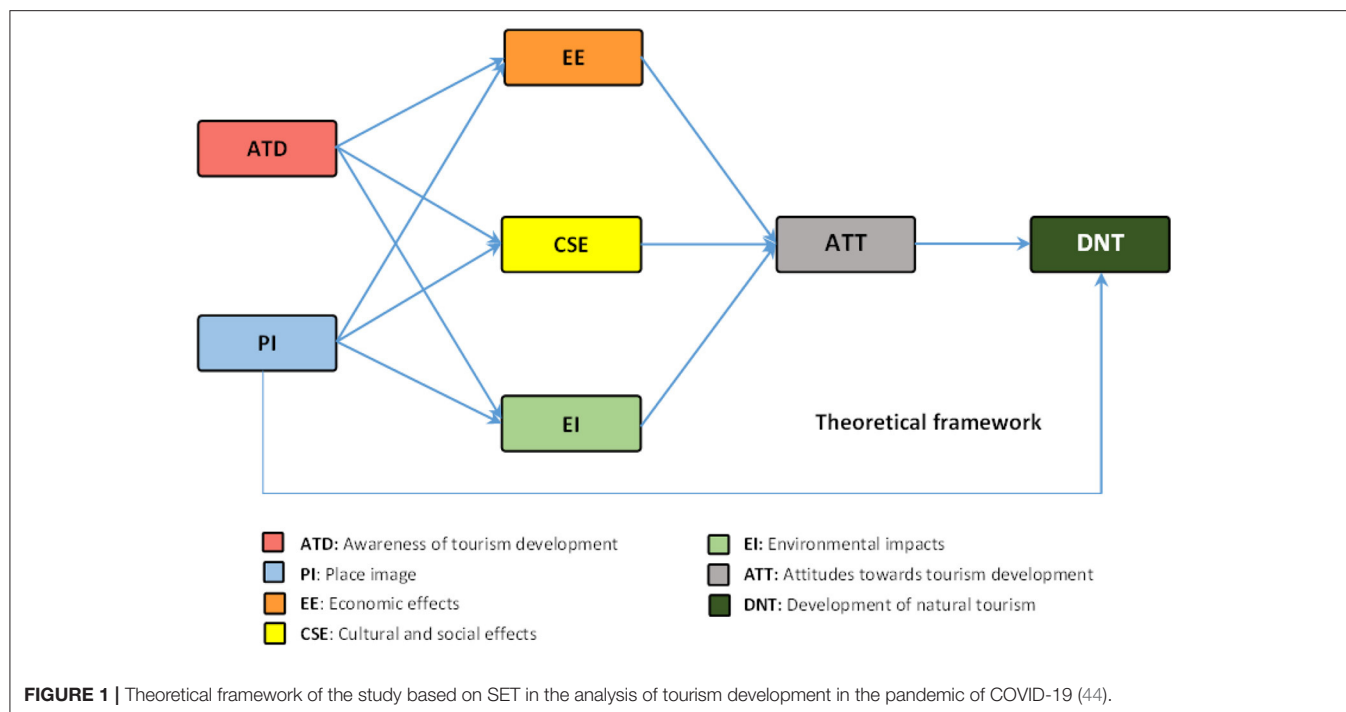 EE
ATD
CSE
ATT
DNT
PI
EI
Theoretical framework
ATD: Awareness of tourism development
PI: Place image
EE: Economic effects
CSE: Cultural and social effects
EI: Environmental impacts
ATT: Attitudes towards tourism development
DNT: Development of natural tourism
FIGURE 1 | Theoretical framework of the study based on SET in the analysis of tourism development in the pandemic of COVID-19 (44).